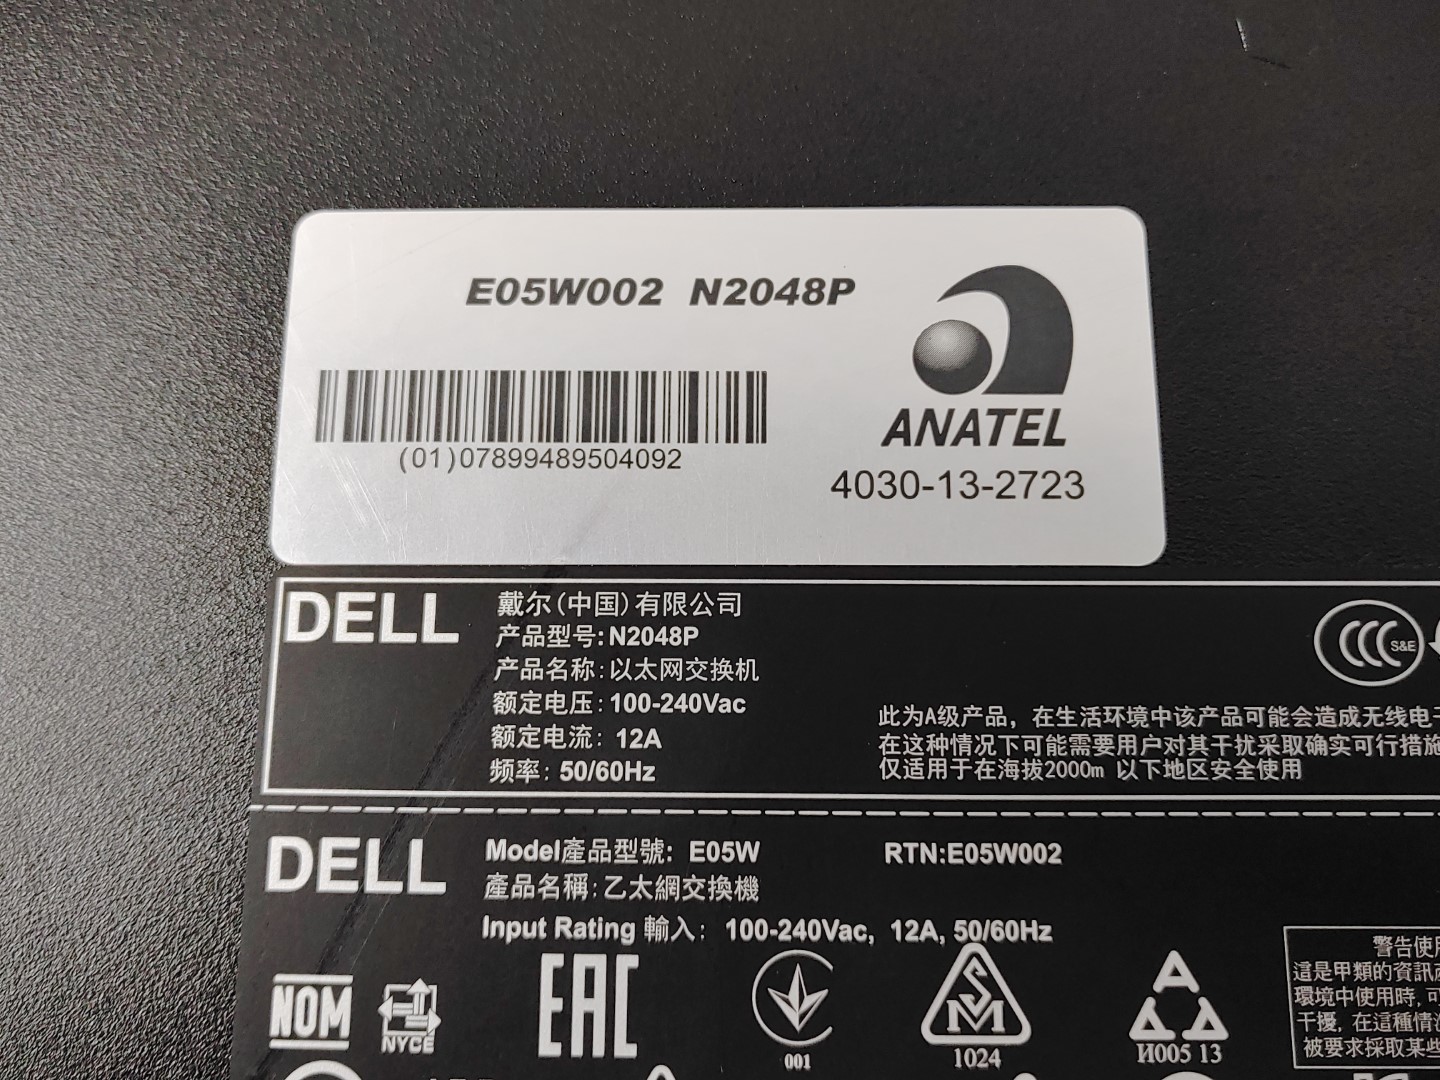 E05W002 N2048P
(01)07899489504092
ANATEL
4030-13-2723
DELL
戴尔(中国)有限公司
产品型号:N2048P
产品名称:以太网交换机
额定电压:100-240Vac
额定电流: 12A
频率: 50/60Hz
CCC S&E
此为A级产品, 在生活环境中该产品可能会造成无线电
在这种情况下可能需要用户对其干扰采取确实可行措施
仅适用于在海拔2000m 以下地区安全使用
DELL
Model產品型號: E05W
RTN:E05W002
產品名稱:乙太網交換機
Input Rating 輸入: 100-240Vac, 12A, 50/60Hz
NOM
NYCE
EAC
001
SM
1024
A
И005 13
警告使
這是甲類的資訊
環境中使用時,可
干擾, 在這種情
被要求採取某些